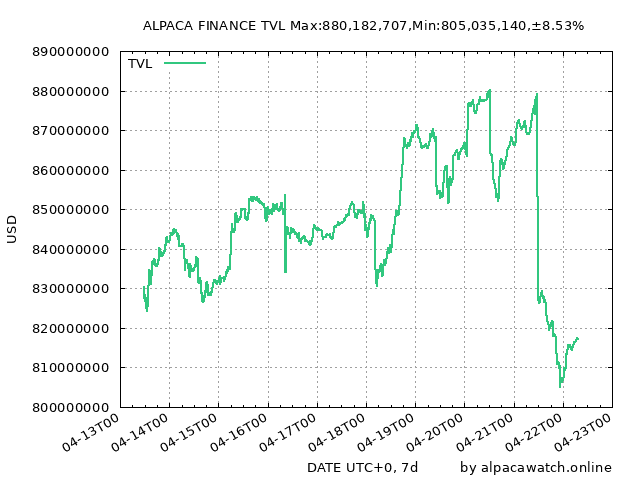 ALPACA FINANCE TVL Max:880,182,707,Min:805,035,140,±8.53%
TVL
890000000
880000000
870000000
860000000
850000000
840000000
830000000
820000000
810000000
800000000
USD
04-13T00
04-14T00
04-15T00
04-16T00
04-17T00
04-18T00
04-19T00
04-20T00
04-21T00
04-22T00
04-23T00
DATE UTC+0, 7d
by alpacawatch.online